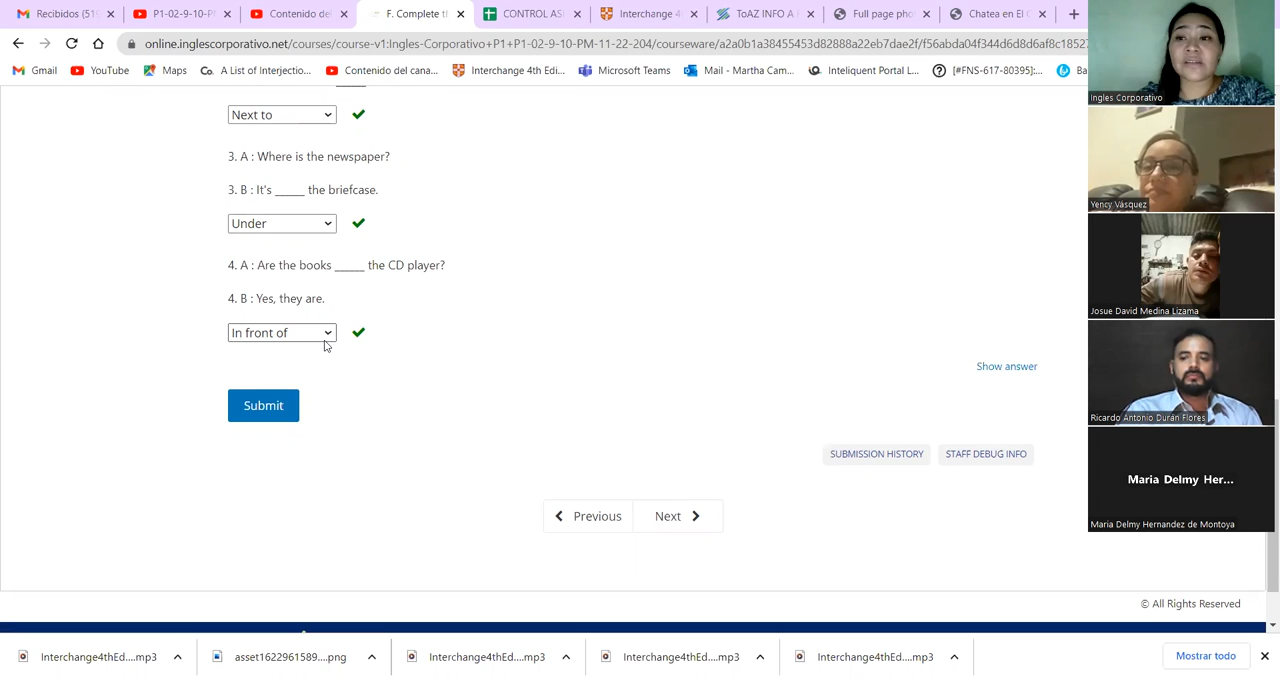 Recibidos (51
P1-02-9-10-P
Contenido de
F. Complete t
CONTROL AS
Interchange 4
ToAZ INFO A
Full page pho
Chatea en El C
online.inglescorporativo.net/courses/course-v1:Ingles-Corporativo+P1+P1-02-9-10-PM-11-22-204/courseware/a2a0b1a38455453d82888a22eb7dae2f/f56abda04f344d6d8d6af8c18527
Gmail
YouTube
Maps
A List of Interjectio...
Contenido del cana...
Interchange 4th Edi...
Microsoft Teams
Mail - Martha Cam...
Inteliquent Portal L...
[#FNS-617-80395]:...
Ba
Next to
3. A : Where is the newspaper?
3. B : It's _____ the briefcase.
Under
4. A : Are the books _____ the CD player?
4. B : Yes, they are.
In front of
Show answer
Submit
SUBMISSION HISTORY
STAFF DEBUG INFO
Previous
Next
© All Rights Reserved
Interchange4thEd....mp3
asset1622961589....png
Interchange4thEd....mp3
Interchange4thEd....mp3
Interchange4thEd....mp3
Mostrar todo
Ingles Corporativo
Yency Vásquez
Josue David Medina Lizama
Ricardo Antonio Durán Flores
Maria Delmy Her...
Maria Delmy Hernandez de Montoya